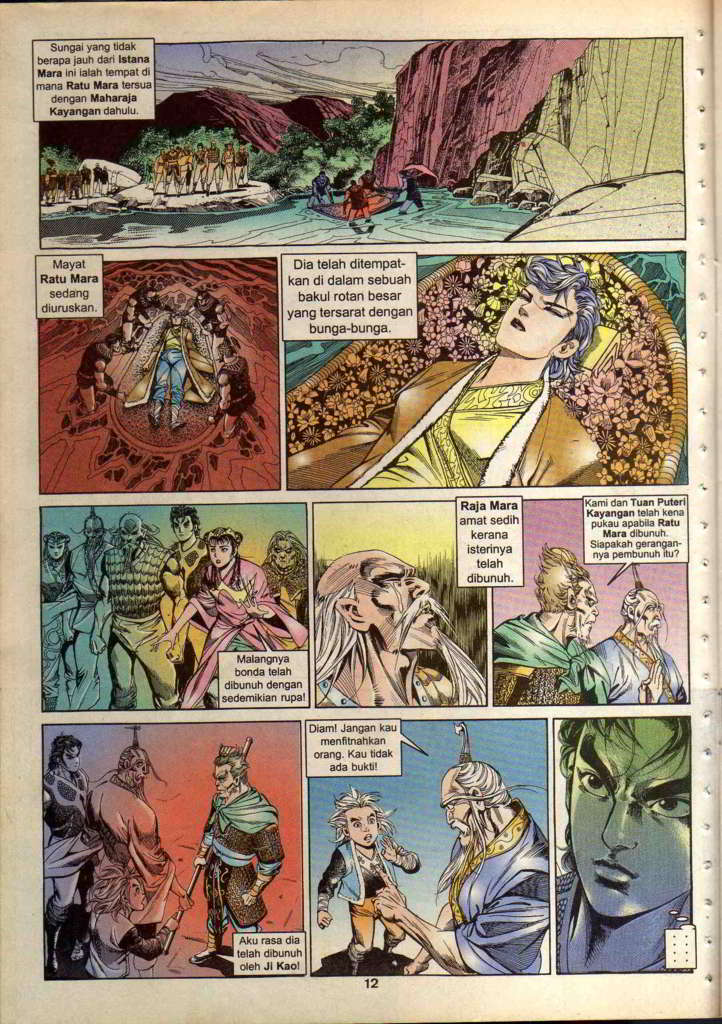 Sungai yang tidak
berapa jauh dari Istana
Mara ini ialah tempat di
mana Ratu Mara tersua
dengan Maharaja
Kayangan dahulu.
Mayat
Ratu Mara
sedang
diuruskan.
Dia telah ditempat-
kan di dalam sebuah
bakul rotan besar
yang tersarat dengan
bunga-bunga.
Malangnya
bonda telah
dibunuh dengan
sedemikian rupa!
Raja Mara
amat sedih
kerana
isterinya
telah
dibunuh.
Kami dan Tuan Puteri
Kayangan telah kena
pukau apabila Ratu
Mara dibunuh.
Siapakah gerangan-
nya pembunuh itu?
Aku rasa dia
telah dibunuh
oleh Ji Kao!
Diam! Jangan kau
menfitnahkan
orang. Kau tidak
ada bukti!
12